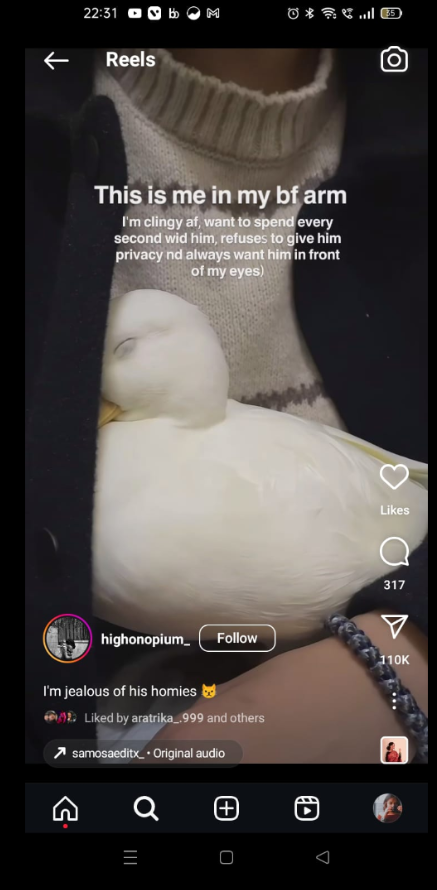 22:31
35
Reels
This is me in my bf arm
I'm clingy af, want to spend every
second wid him, refuses to give him
privacy nd always want him in front
of my eyes)
Likes
317
110K
highonopium_
Follow
I'm jealous of his homies 😾
Liked by aratrika_.999 and others
samosaeditx_ • Original audio